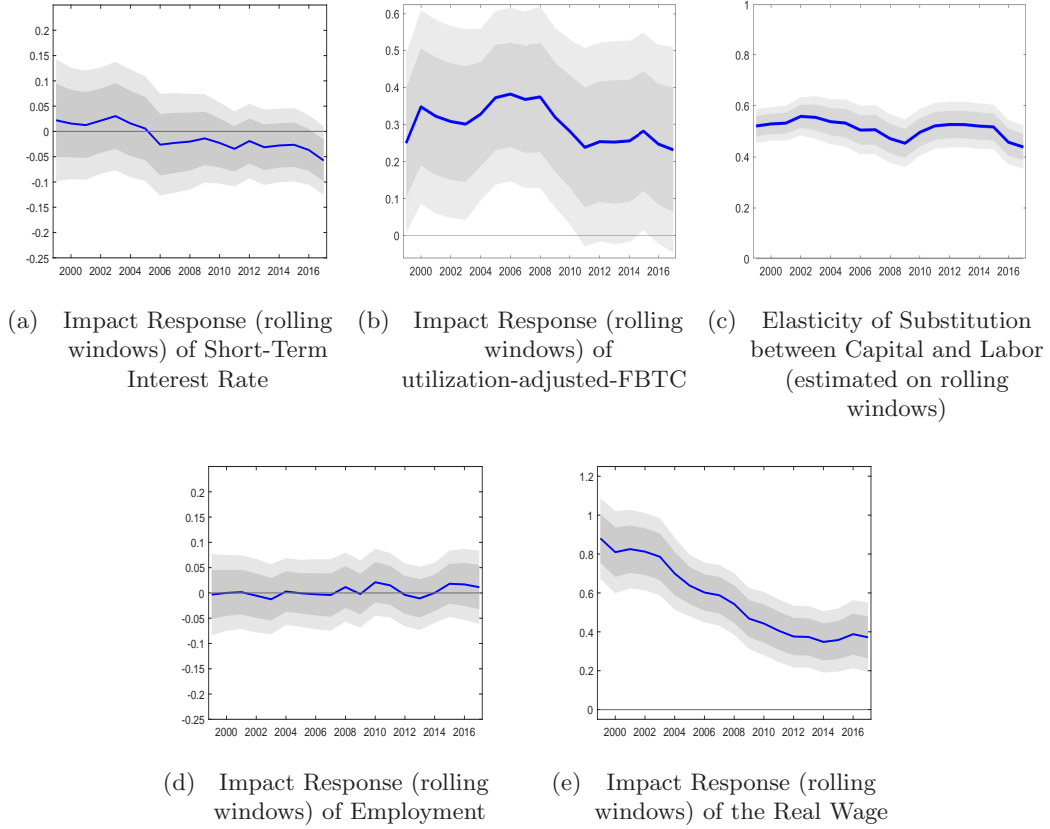 0.2
0.15
0.1
0.05
0
-0.05
-0.1
-0.15
-0.2
-0.25
2000 2002 2004 2006 2008 2010 2012 2014 2016
0.6
0.5
0.4
0.3
0.2
0.1
0
2000 2002 2004 2006 2008 2010 2012 2014 2016
1
0.8
0.6
0.4
0.2
0
2000 2002 2004 2006 2008 2010 2012 2014 2016
(a) Impact Response (rolling
windows) of Short-Term
Interest Rate
(b) Impact Response (rolling
windows) of
utilization-adjusted-FBTC
(c) Elasticity of Substitution
between Capital and Labor
(estimated on rolling
windows)
0.2
0.15
0.1
0.05
0
-0.05
-0.1
-0.15
-0.2
-0.25
2000 2002 2004 2006 2008 2010 2012 2014 2016
1.2
1
0.8
0.6
0.4
0.2
0
2000 2002 2004 2006 2008 2010 2012 2014 2016
(d) Impact Response (rolling
windows) of Employment
(e) Impact Response (rolling
windows) of the Real Wage